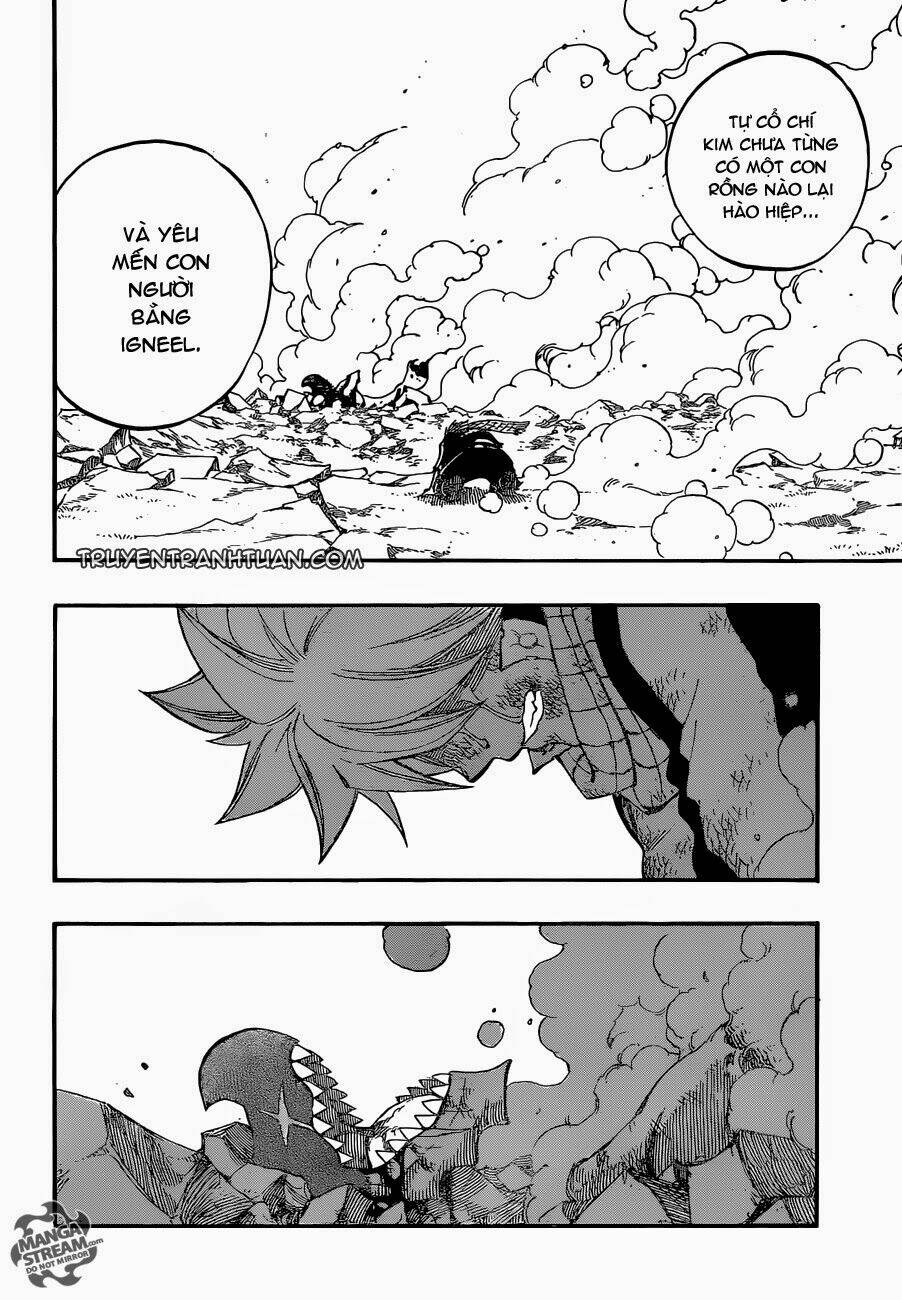 TỰ CỔ CHÍ
KIM CHƯA TỪNG
CÓ MỘT CON
RỒNG NÀO LẠI
HÀO HIỆP...
VÀ YÊU
MẾN CON
NGƯỜI
BẰNG
IGNEEL.
TRUYENTRANHTUAN.COM
MANGA
STREAM.com
DO NOT MIRROR